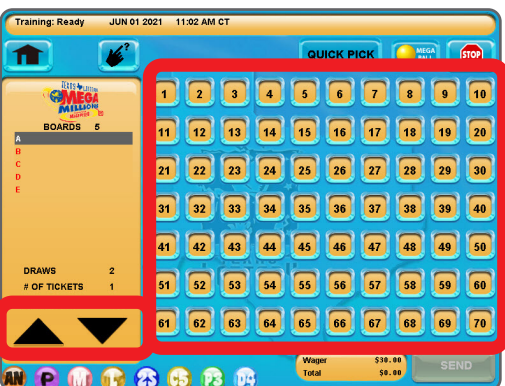 Training: Ready JUN 01 2021 11:02 AM CT
QUICK PICK MEGA BALL STOP
TEXAS LOTTERY
MEGA
MILLIONS
BOARDS 5
A
B
C
D
E
1 2 3 4 5 6 7 8 9 10
11 12 13 14 15 16 17 18 19 20
21 22 23 24 25 26 27 28 29 30
31 32 33 34 35 36 37 38 39 40
41 42 43 44 45 46 47 48 49 50
51 52 53 54 55 56 57 58 59 60
61 62 63 64 65 66 67 68 69 70
DRAWS 2
# OF TICKETS 1
Wager $30.00
Total $0.00
SEND
AN P M 2S C5 P3 D4